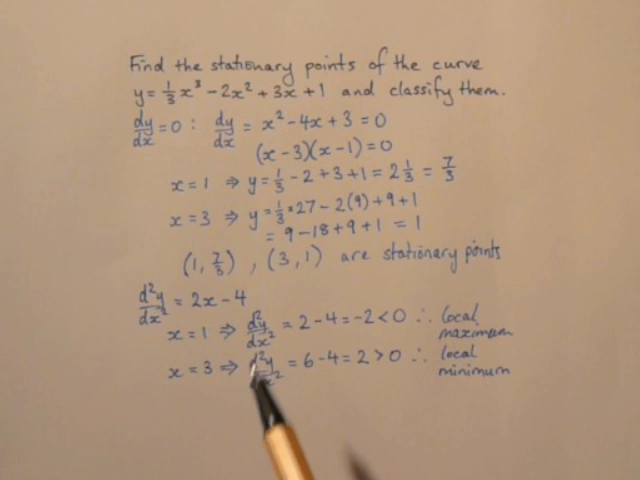 Find the stationary points of the curve
y = 1/3 x³ - 2x² + 3x + 1 and classify them.
dy/dx = 0 : dy/dx = x² - 4x + 3 = 0
(x - 3)(x - 1) = 0
x = 1 ⇒ y = 1/3 - 2 + 3 + 1 = 2 1/3 = 7/3
x = 3 ⇒ y = 1/3 × 27 - 2(9) + 9 + 1
= 9 - 18 + 9 + 1 = 1
(1, 7/3) , (3, 1) are stationary points
d²y/dx² = 2x - 4
x = 1 ⇒ d²y/dx² = 2 - 4 = -2 < 0 ∴ local maximum
x = 3 ⇒ d²y/dx² = 6 - 4 = 2 > 0 ∴ local minimum